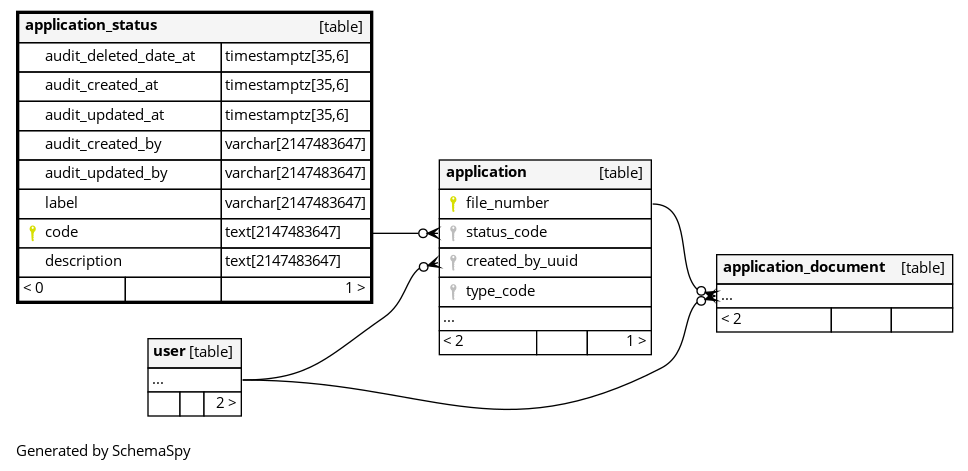 application_status [table]
audit_deleted_date_at timestamptz[35,6]
audit_created_at timestamptz[35,6]
audit_updated_at timestamptz[35,6]
audit_created_by varchar[2147483647]
audit_updated_by varchar[2147483647]
label varchar[2147483647]
code text[2147483647]
description text[2147483647]
< 0 1 >
application [table]
file_number
status_code
created_by_uuid
type_code
...
< 2 1 >
application_document [table]
...
< 2
user [table]
...
2 >
Generated by SchemaSpy